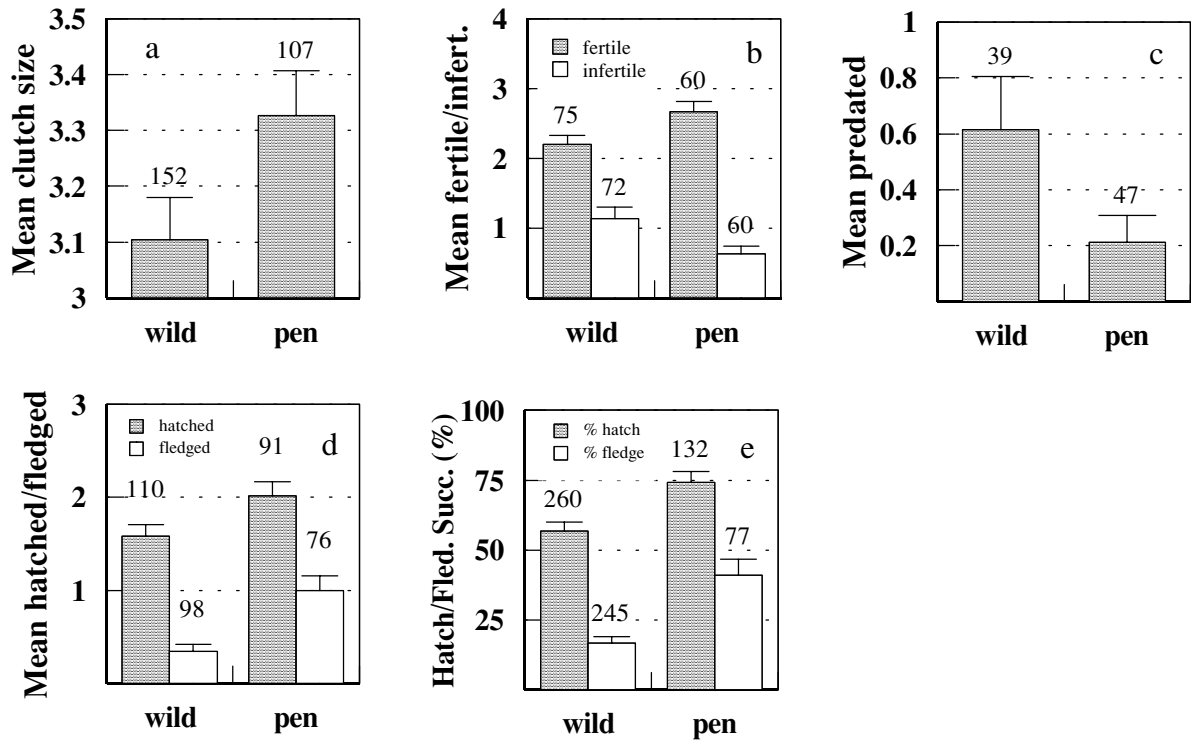 Mean clutch size
3.5
3.4
3.3
3.2
3.1
3
a
152
107
wild pen
Mean fertile/infert.
4
3
2
1
fertile
infertile
b
75
72
60
60
wild pen
Mean predated
1
0.8
0.6
0.4
0.2
c
39
47
wild pen
Mean hatched/fledged
3
2
1
hatched
fledged
d
110
98
91
76
wild pen
Hatch/Fled. Succ. (%)
100
75
50
25
% hatch
% fledge
e
260
245
132
77
wild pen